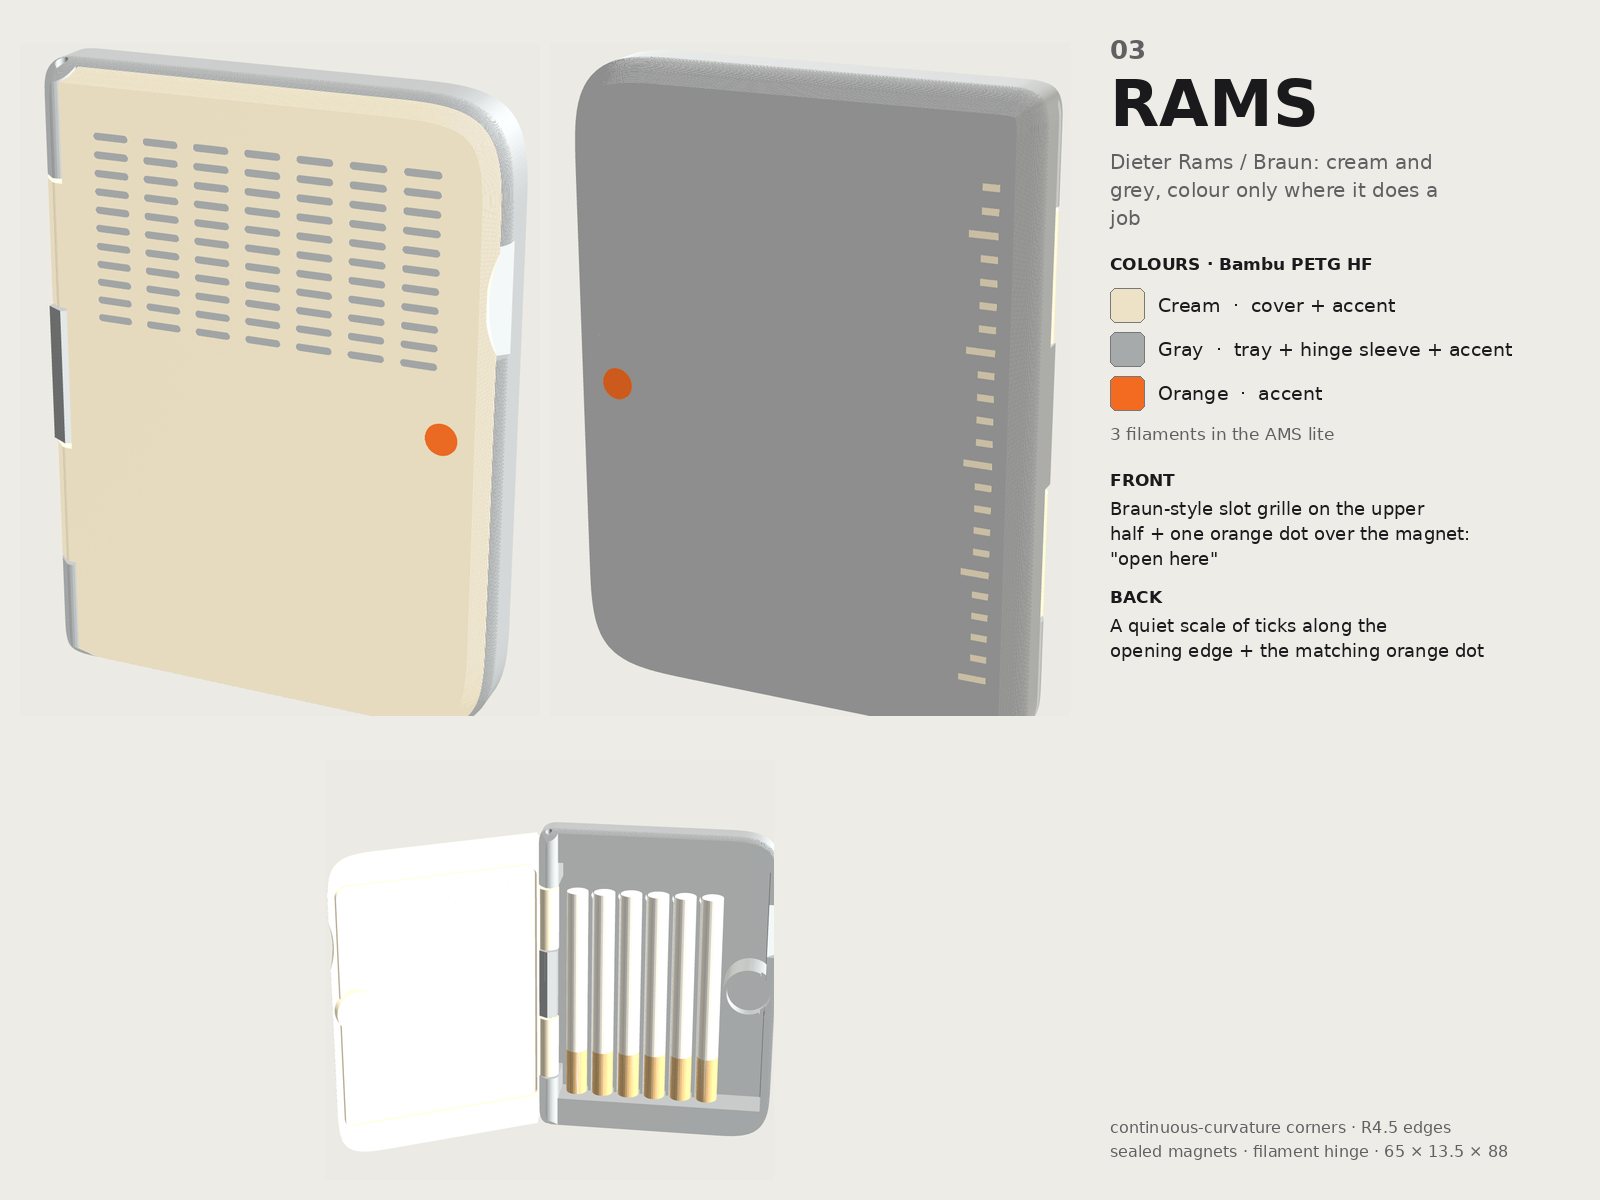 03
RAMS
Dieter Rams / Braun: cream and
grey, colour only where it does a
job
COLOURS · Bambu PETG HF
Cream · cover + accent
Gray · tray + hinge sleeve + accent
Orange · accent
3 filaments in the AMS lite
FRONT
Braun-style slot grille on the upper
half + one orange dot over the magnet:
"open here"
BACK
A quiet scale of ticks along the
opening edge + the matching orange dot
continuous-curvature corners · R4.5 edges
sealed magnets · filament hinge · 65 × 13.5 × 88